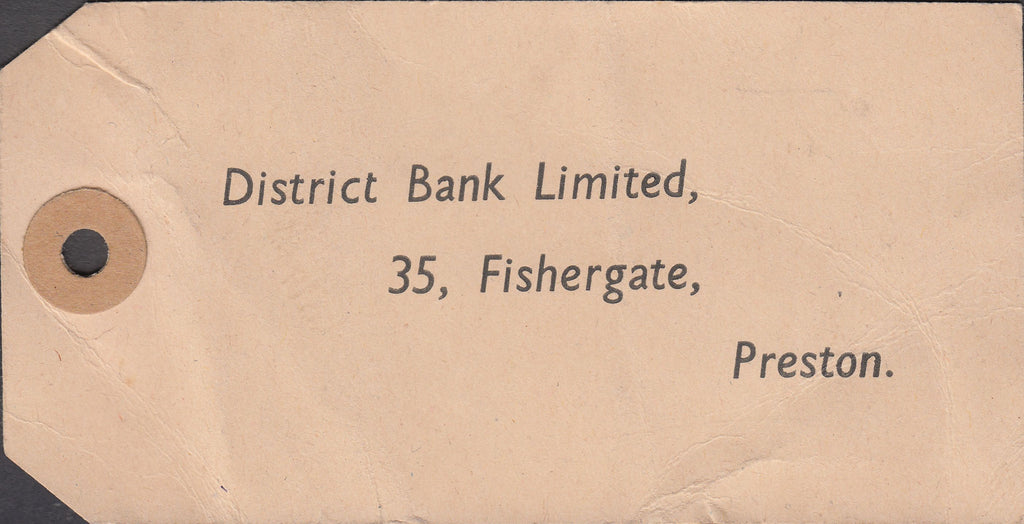 District Bank Limited,
35, Fishergate,
Preston.